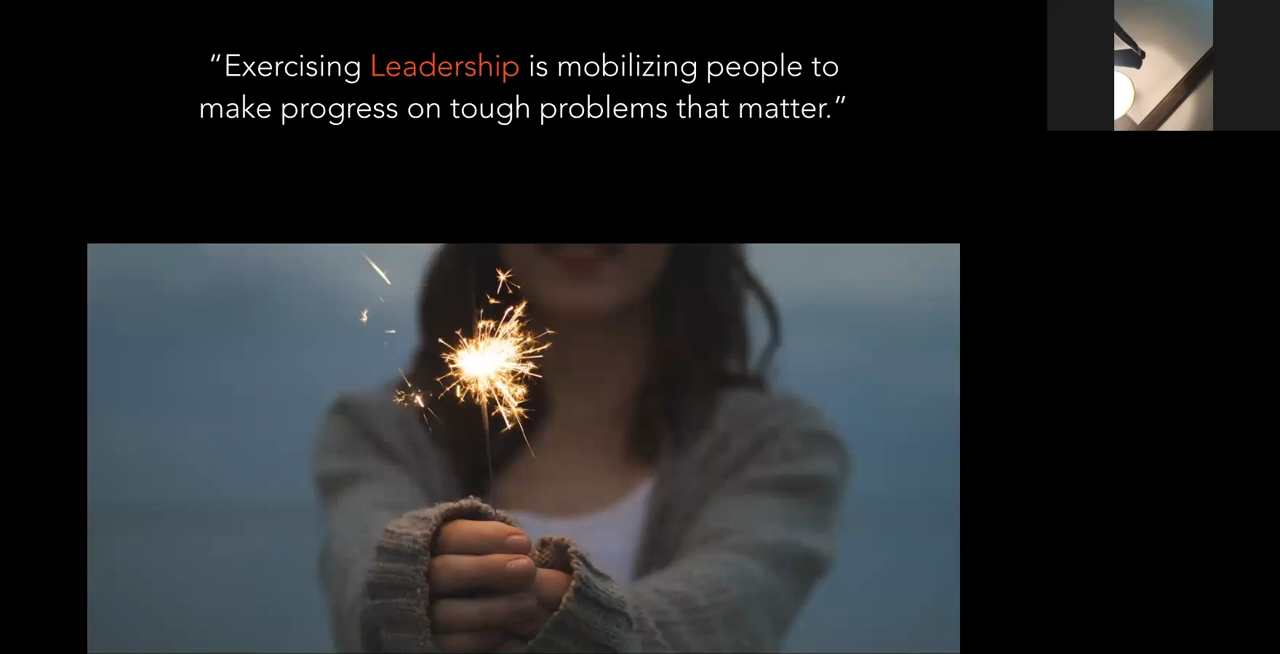 “Exercising Leadership is mobilizing people to
make progress on tough problems that matter.”